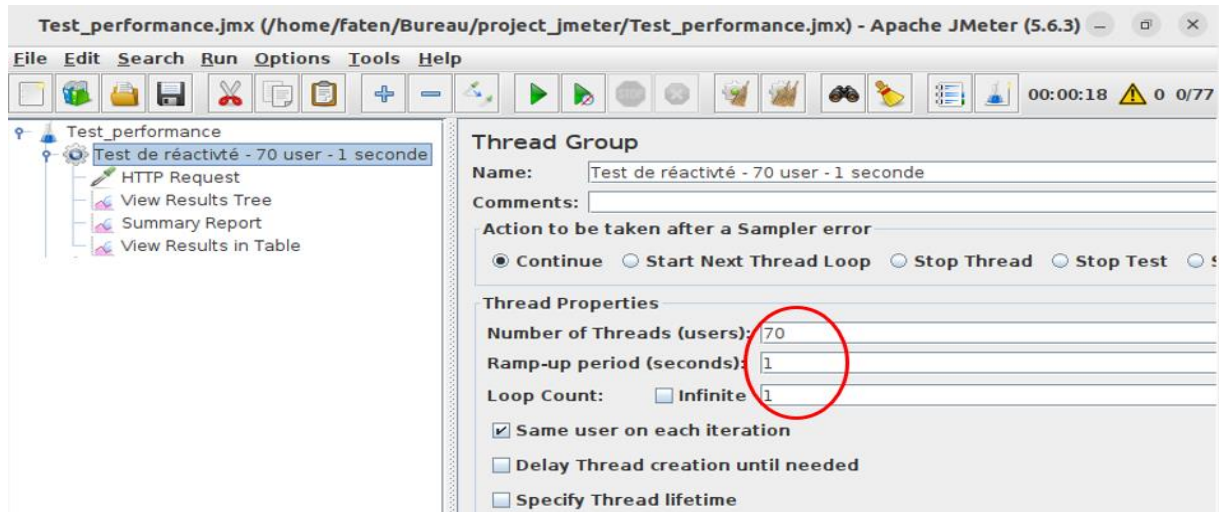 Test_performance.jmx (/home/faten/Bureau/project_jmeter/Test_performance.jmx) - Apache JMeter (5.6.3)
File Edit Search Run Options Tools Help
00:00:18 0 0/77
Test_performance
Test de réactivté - 70 user - 1 seconde
HTTP Request
View Results Tree
Summary Report
View Results in Table
Thread Group
Name: Test de réactivté - 70 user - 1 seconde
Comments:
Action to be taken after a Sampler error
Continue Start Next Thread Loop Stop Thread Stop Test
Thread Properties
Number of Threads (users): 70
Ramp-up period (seconds): 1
Loop Count: Infinite 1
Same user on each iteration
Delay Thread creation until needed
Specify Thread lifetime